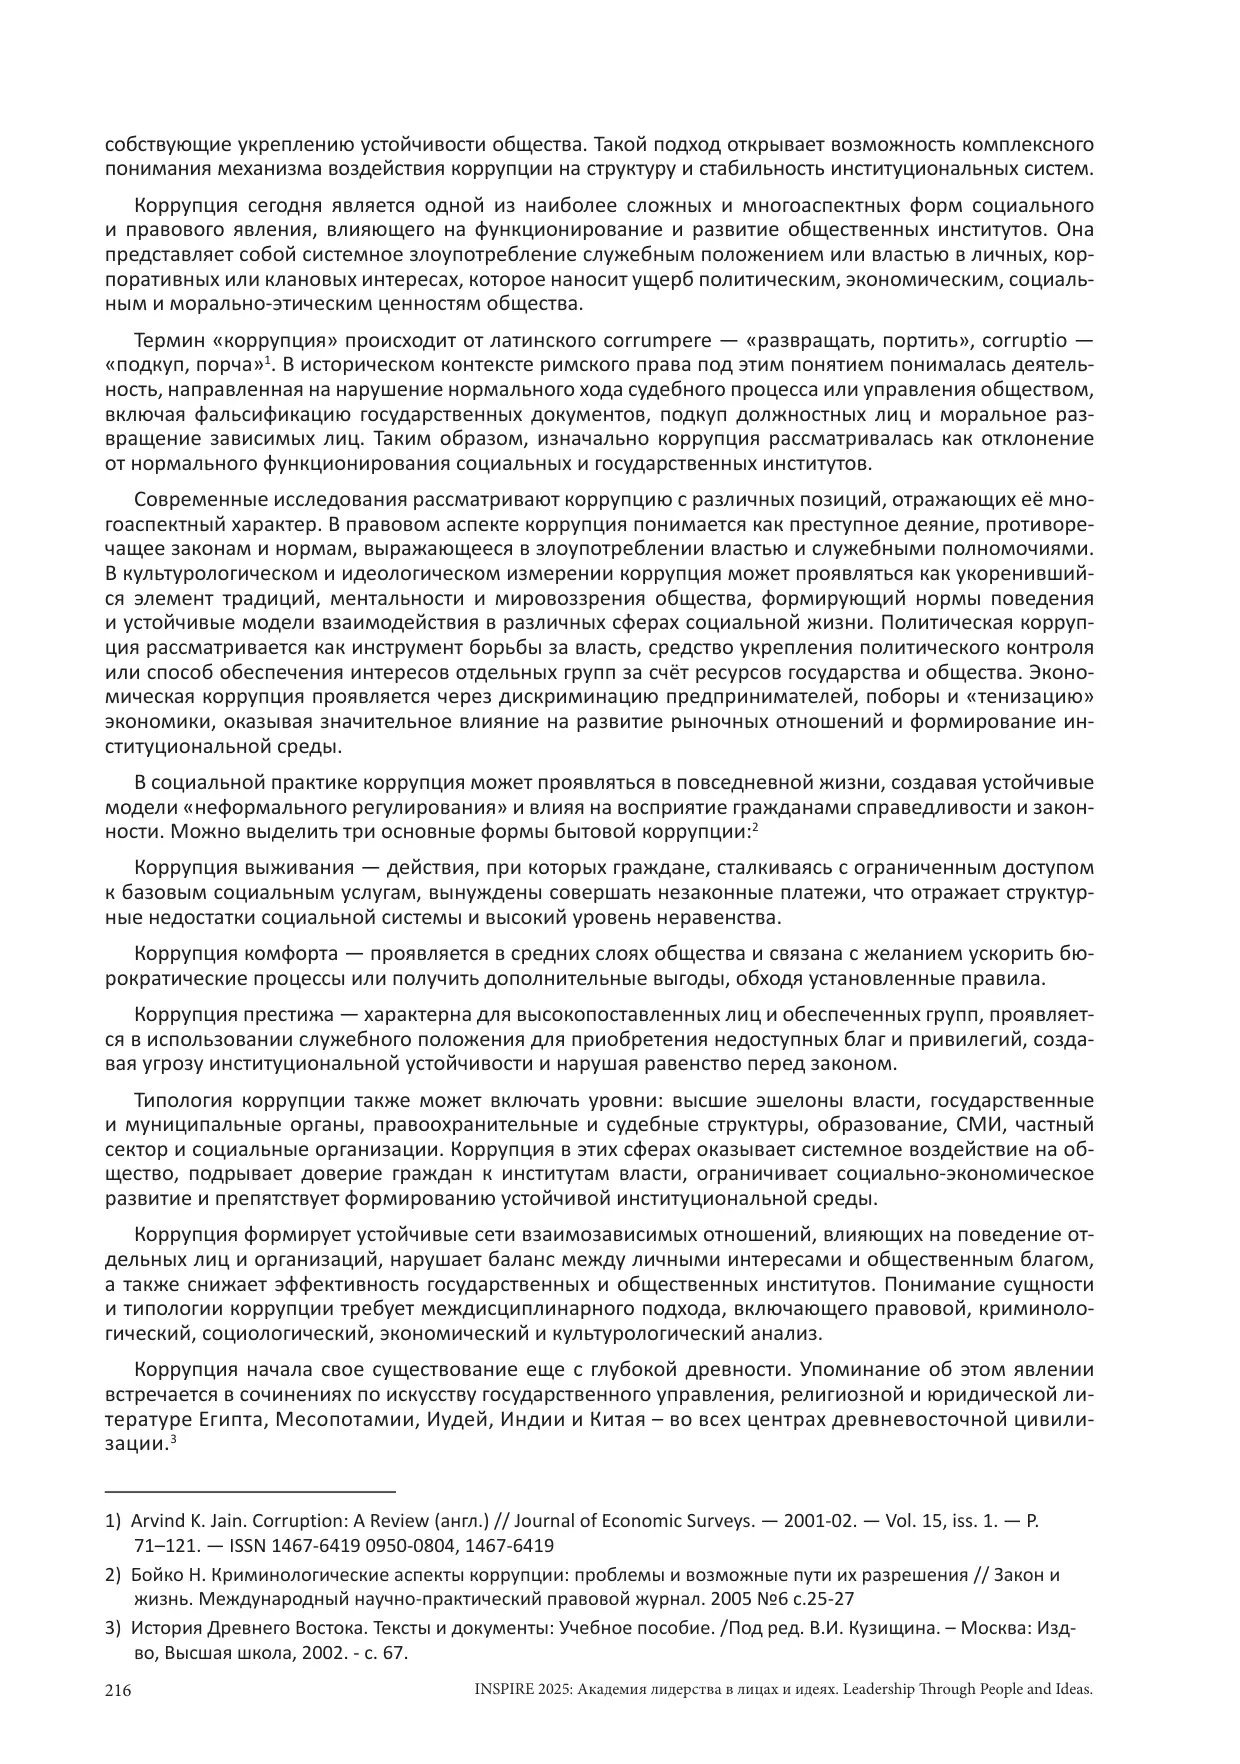 собствующие укреплению устойчивости общества. Такой подход открывает возможность комплексного
понимания механизма воздействия коррупции на структуру и стабильность институциональных систем.
Коррупция сегодня является одной из наиболее сложных и многоаспектных форм социального
и правового явления, влияющего на функционирование и развитие общественных институтов. Она
представляет собой системное злоупотребление служебным положением или властью в личных, кор-
поративных или клановых интересах, которое наносит ущерб политическим, экономическим, социаль-
ным и морально-этическим ценностям общества.
Термин «коррупция» происходит от латинского corrumpere — «развращать, портить», corruptio —
«подкуп, порча»¹. В историческом контексте римского права под этим понятием понималась деятель-
ность, направленная на нарушение нормального хода судебного процесса или управления обществом,
включая фальсификацию государственных документов, подкуп должностных лиц и моральное раз-
вращение зависимых лиц. Таким образом, изначально коррупция рассматривалась как отклонение
от нормального функционирования социальных и государственных институтов.
Современные исследования рассматривают коррупцию с различных позиций, отражающих её мно-
гоаспектный характер. В правовом аспекте коррупция понимается как преступное деяние, противоре-
чащее законам и нормам, выражающееся в злоупотреблении властью и служебными полномочиями.
В культурологическом и идеологическом измерении коррупция может проявляться как укоренивший-
ся элемент традиций, ментальности и мировоззрения общества, формирующий нормы поведения
и устойчивые модели взаимодействия в различных сферах социальной жизни. Политическая корруп-
ция рассматривается как инструмент борьбы за власть, средство укрепления политического контроля
или способ обеспечения интересов отдельных групп за счёт ресурсов государства и общества. Эконо-
мическая коррупция проявляется через дискриминацию предпринимателей, поборы и «тенизацию»
экономики, оказывая значительное влияние на развитие рыночных отношений и формирование ин-
ституциональной среды.
В социальной практике коррупция может проявляться в повседневной жизни, создавая устойчивые
модели «неформального регулирования» и влияя на восприятие гражданами справедливости и закон-
ности. Можно выделить три основные формы бытовой коррупции:²
Коррупция выживания — действия, при которых граждане, сталкиваясь с ограниченным доступом
к базовым социальным услугам, вынуждены совершать незаконные платежи, что отражает структур-
ные недостатки социальной системы и высокий уровень неравенства.
Коррупция комфорта — проявляется в средних слоях общества и связана с желанием ускорить бю-
рократические процессы или получить дополнительные выгоды, обходя установленные правила.
Коррупция престижа — характерна для высокопоставленных лиц и обеспеченных групп, проявляет-
ся в использовании служебного положения для приобретения недоступных благ и привилегий, созда-
вая угрозу институциональной устойчивости и нарушая равенство перед законом.
Типология коррупции также может включать уровни: высшие эшелоны власти, государственные
и муниципальные органы, правоохранительные и судебные структуры, образование, СМИ, частный
сектор и социальные организации. Коррупция в этих сферах оказывает системное воздействие на об-
щество, подрывает доверие граждан к институтам власти, ограничивает социально-экономическое
развитие и препятствует формированию устойчивой институциональной среды.
Коррупция формирует устойчивые сети взаимозависимых отношений, влияющих на поведение от-
дельных лиц и организаций, нарушает баланс между личными интересами и общественным благом,
а также снижает эффективность государственных и общественных институтов. Понимание сущности
и типологии коррупции требует междисциплинарного подхода, включающего правовой, криминоло-
гический, социологический, экономический и культурологический анализ.
Коррупция начала свое существование еще с глубокой древности. Упоминание об этом явлении
встречается в сочинениях по искусству государственного управления, религиозной и юридической ли-
тературе Египта, Месопотамии, Иудей, Индии и Китая – во всех центрах древневосточной цивили-
зации.³
1) Arvind K. Jain. Corruption: A Review (англ.) // Journal of Economic Surveys. — 2001-02. — Vol. 15, iss. 1. — P.
71–121. — ISSN 1467-6419 0950-0804, 1467-6419
2) Бойко Н. Криминологические аспекты коррупции: проблемы и возможные пути их разрешения // Закон и
жизнь. Международный научно-практический правовой журнал. 2005 №6 с.25-27
3) История Древнего Востока. Тексты и документы: Учебное пособие. /Под ред. В.И. Кузищина. – Москва: Изд-
во, Высшая школа, 2002. - с. 67.
216 INSPIRE 2025: Академия лидерства в лицах и идеях. Leadership Through People and Ideas.